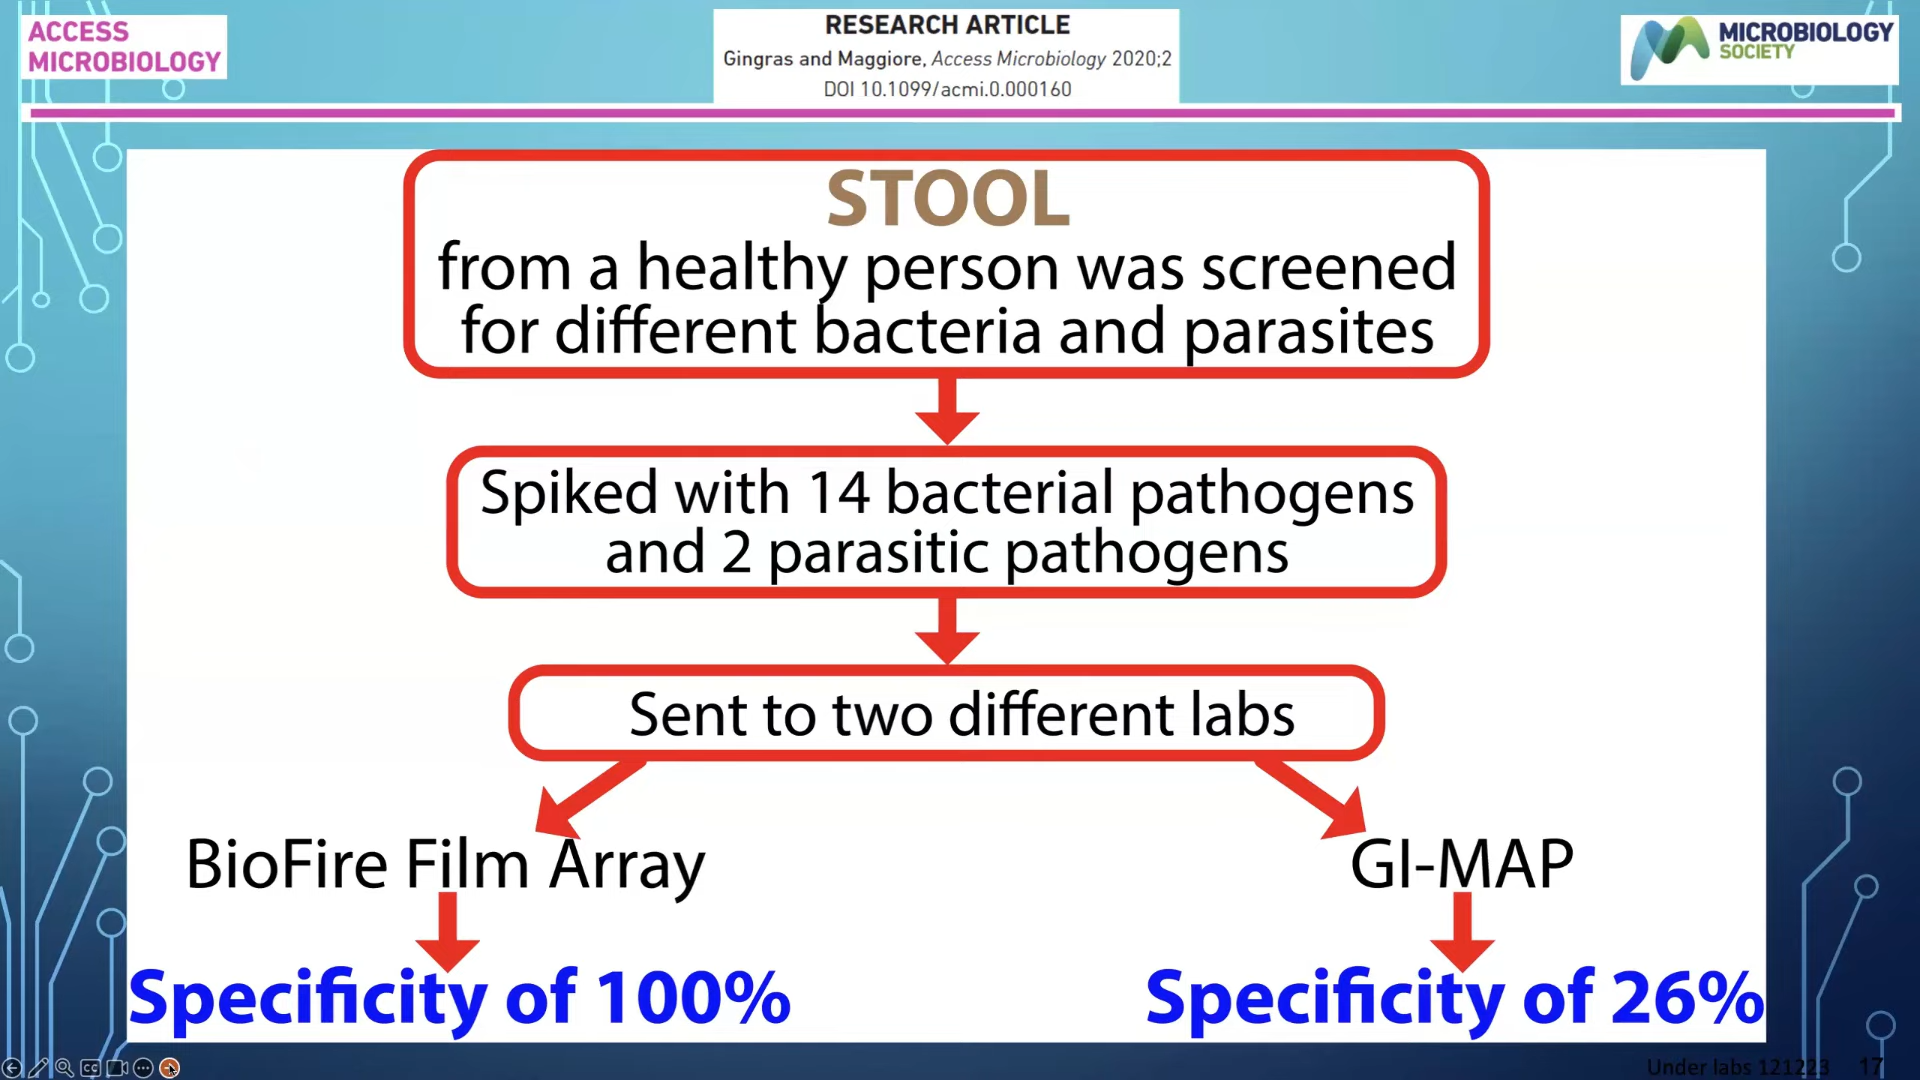 ACCESS
MICROBIOLOGY
RESEARCH ARTICLE
Gingras and Maggiore, Access Microbiology 2020;2
DOI 10.1099/acmi.0.000160
MICROBIOLOGY
SOCIETY
STOOL
from a healthy person was screened
for different bacteria and parasites
Spiked with 14 bacterial pathogens
and 2 parasitic pathogens
Sent to two different labs
BioFire Film Array
GI-MAP
Specificity of 100%
Specificity of 26%
CC
Under labs 121223 17